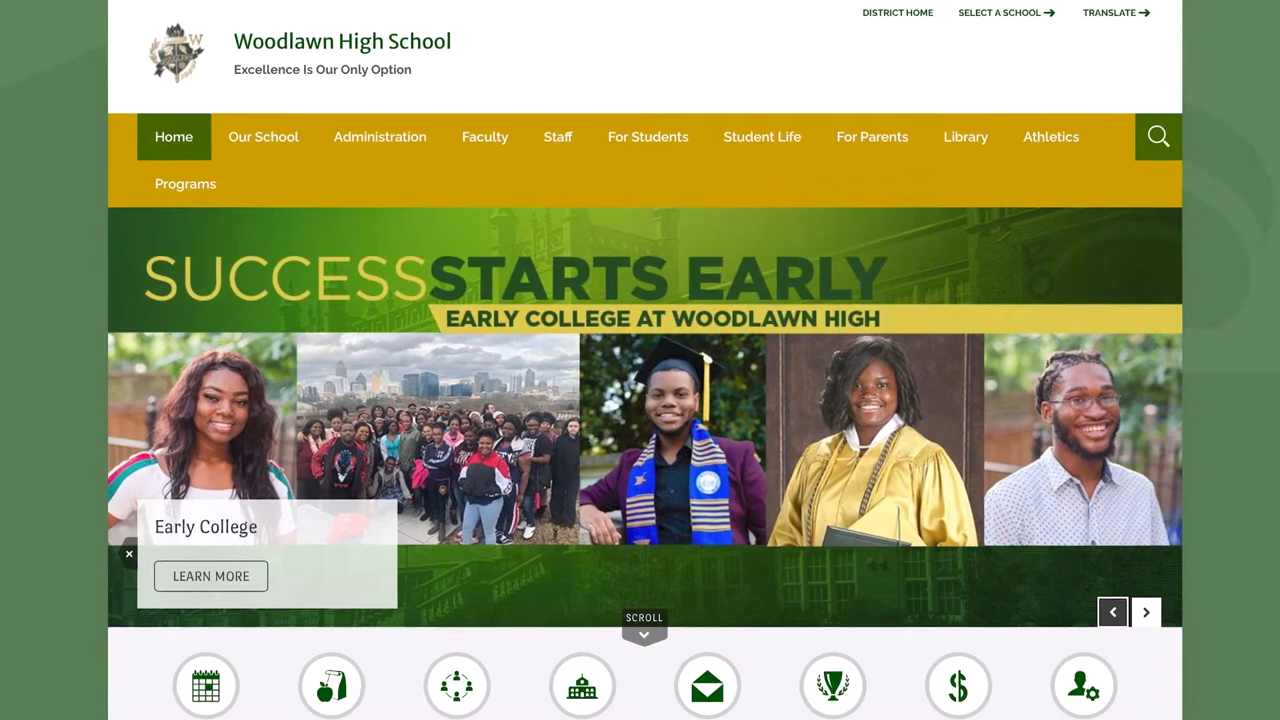 DISTRICT HOME SELECT A SCHOOL TRANSLATE
W
Woodlawn High School
Excellence Is Our Only Option
Home Our School Administration Faculty Staff For Students Student Life For Parents Library Athletics
Programs
SUCCESSSTARTS EARLY
EARLY COLLEGE AT WOODLAWN HIGH
Early College
LEARN MORE
SCROLL